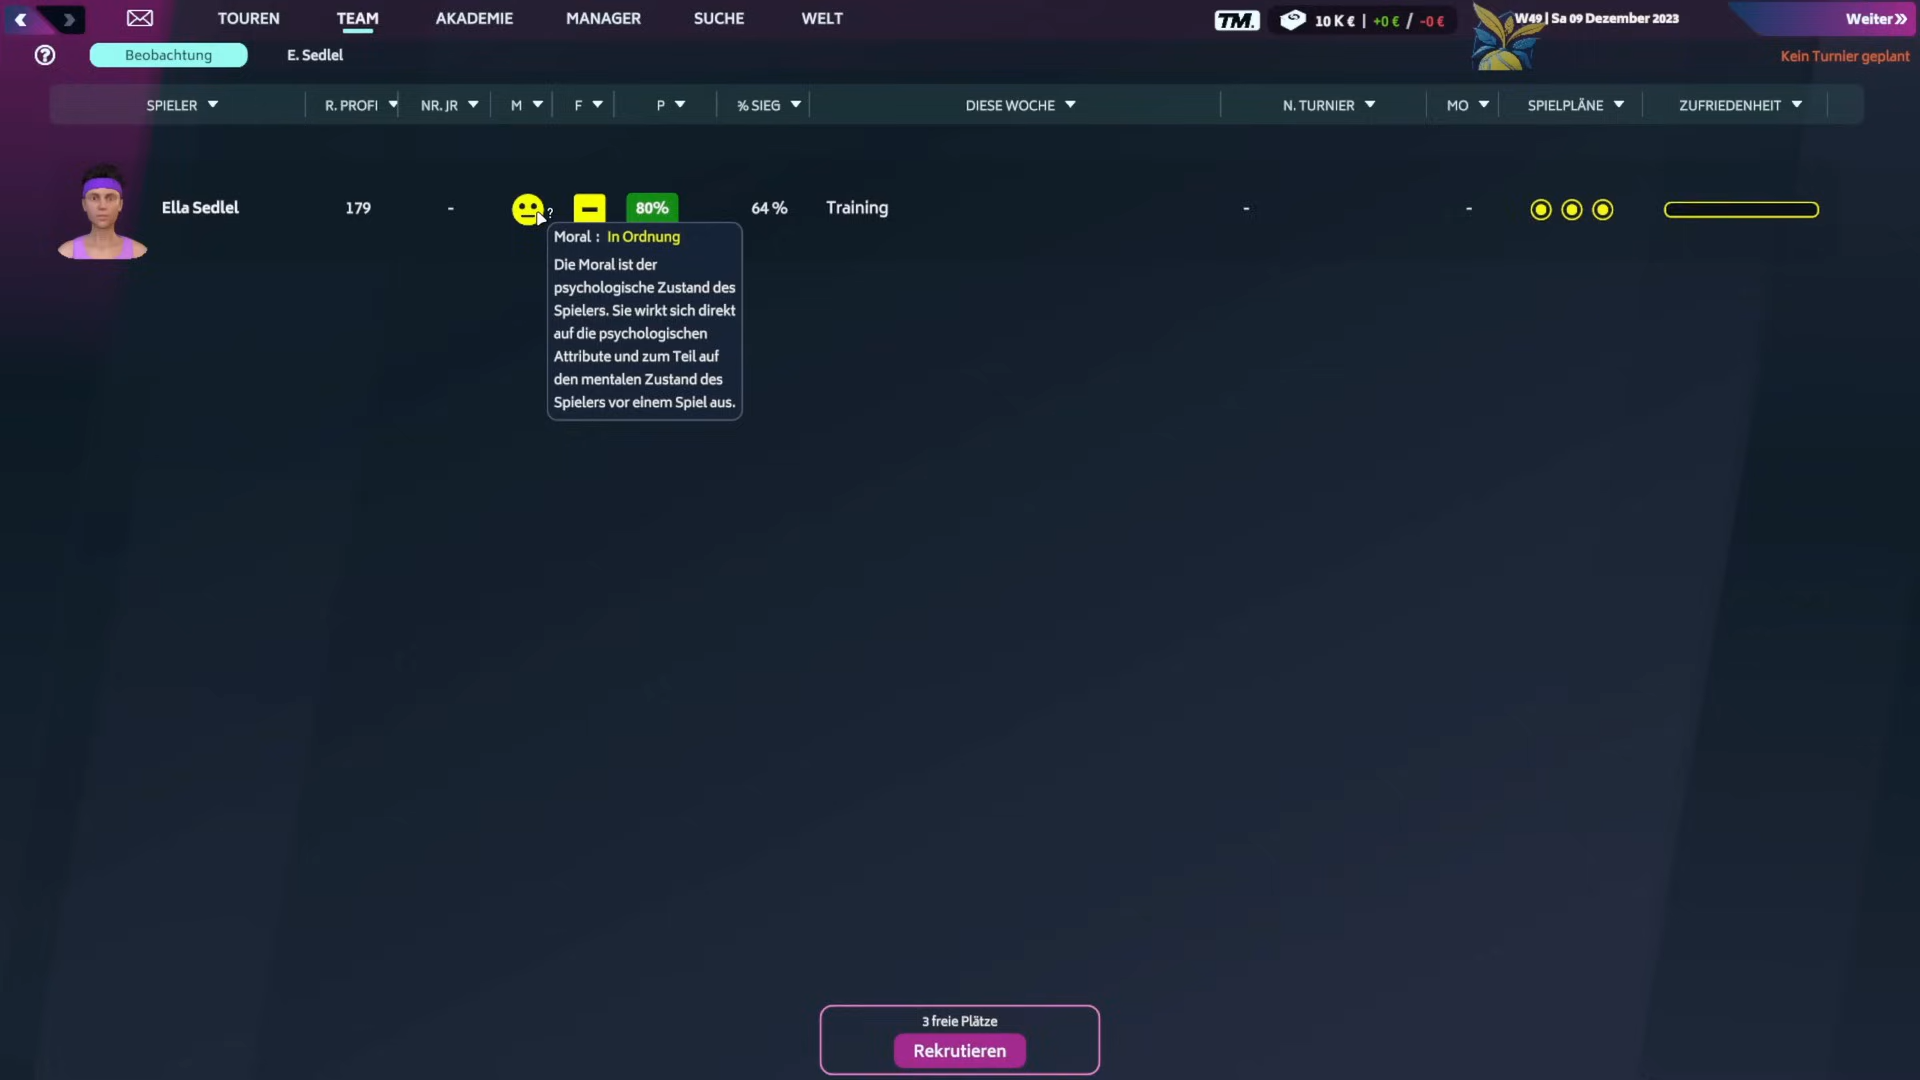 TOUREN TEAM AKADEMIE MANAGER SUCHE WELT TM. 10 K € | +0 € / -0 € W49 | Sa 09 Dezember 2023 Weiter
? Beobachtung E. Sedlel Kein Turnier geplant
SPIELER R. PROFI NR. JR M F P % SIEG DIESE WOCHE N. TURNIER MO SPIELPLÄNE ZUFRIEDENHEIT
Ella Sedlel 179 - ? 80% 64 % Training - -
Moral : In Ordnung
Die Moral ist der
psychologische Zustand des
Spielers. Sie wirkt sich direkt
auf die psychologischen
Attribute und zum Teil auf
den mentalen Zustand des
Spielers vor einem Spiel aus.
3 freie Plätze
Rekrutieren